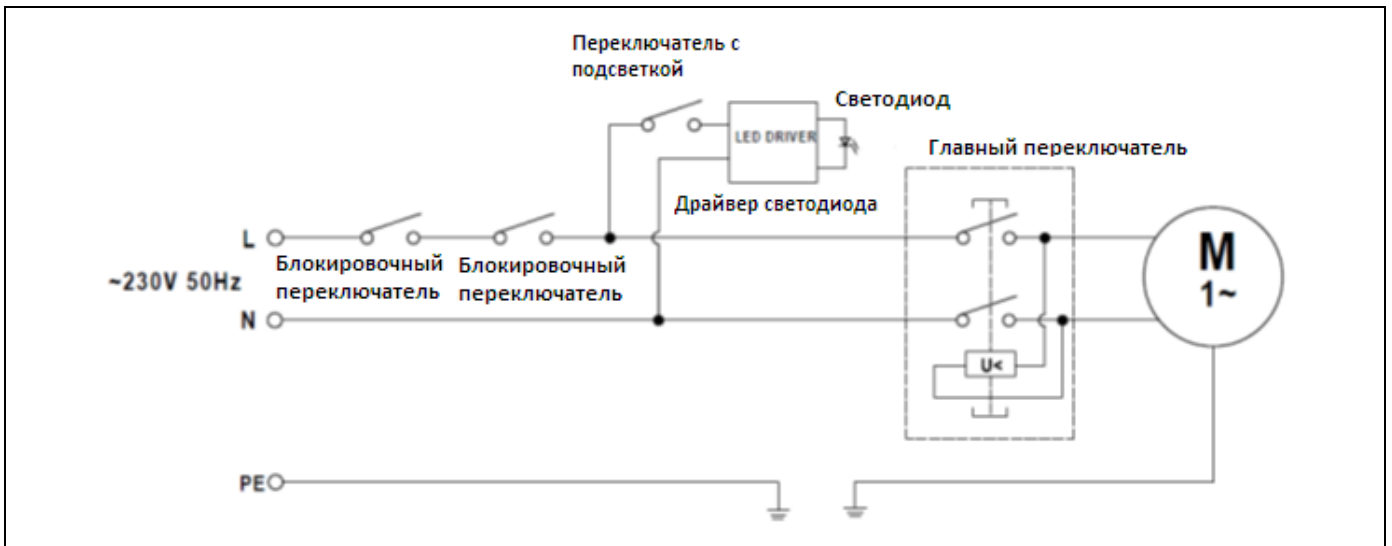 Переключатель с
подсветкой
Светодиод
LED DRIVER
Главный переключатель
Драйвер светодиода
L
M
1~
Блокировочный
переключатель
Блокировочный
переключатель
~230V 50Hz
N
U<
PE